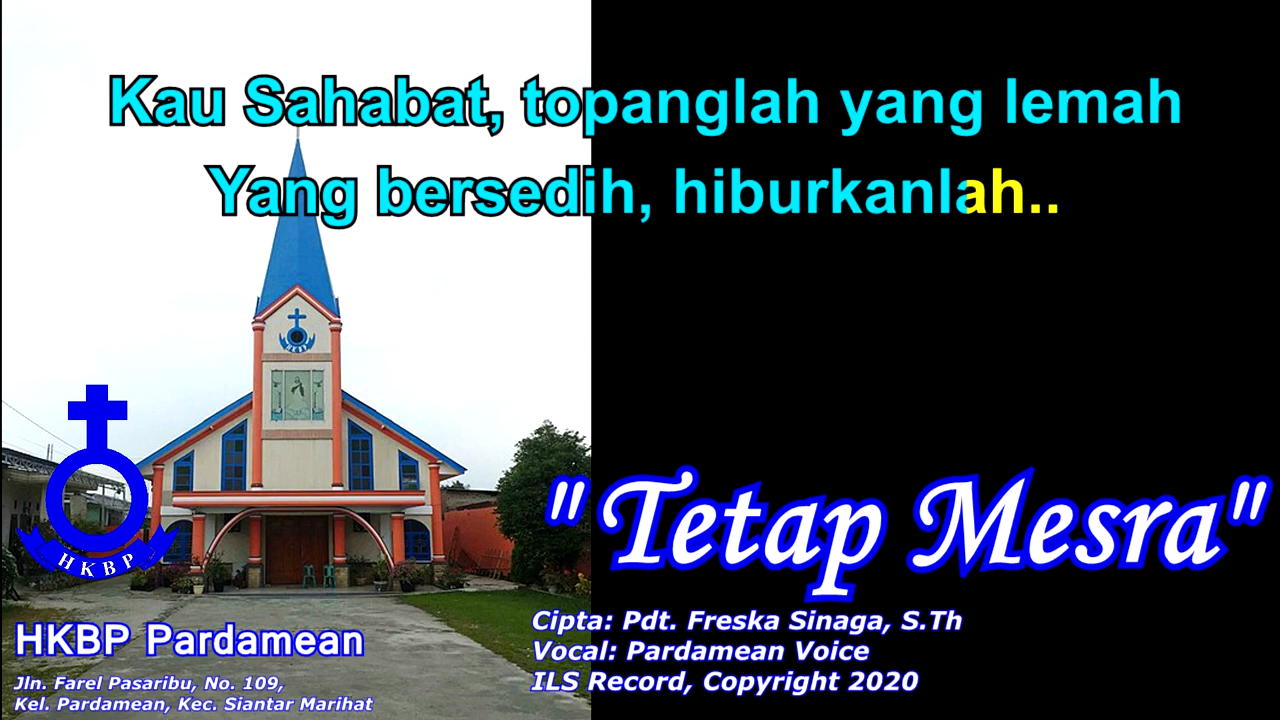 Kau Sahabat, topanglah yang lemah
Yang bersedih, hiburkanlah..
HKBP
HKBP
"Tetap Mesra"
Cipta: Pdt. Freska Sinaga, S.Th
Vocal: Pardamean Voice
ILS Record, Copyright 2020
HKBP Pardamean
Jln. Farel Pasaribu, No. 109,
Kel. Pardamean, Kec. Siantar Marihat